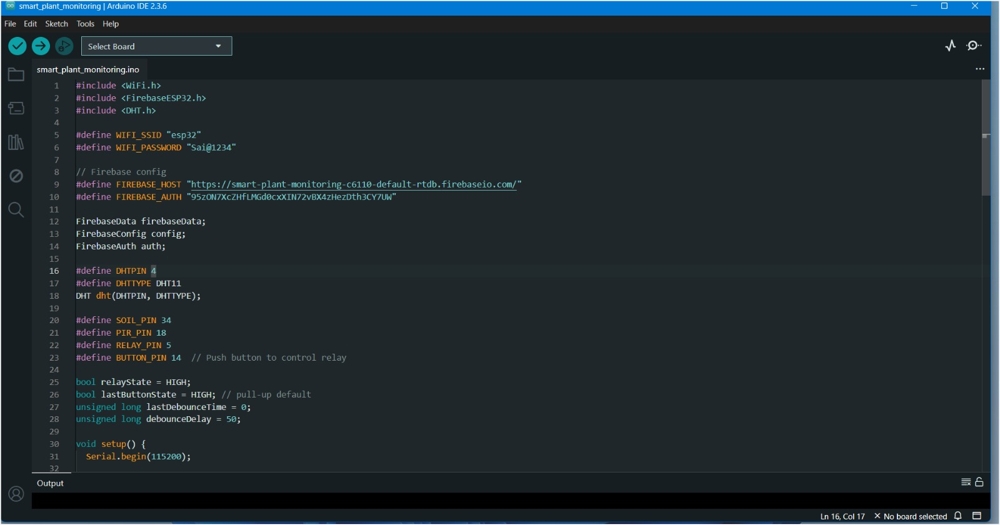 smart_plant_monitoring | Arduino IDE 2.3.6
File Edit Sketch Tools Help
Select Board
smart_plant_monitoring.ino
1 #include <WiFi.h>
2 #include <FirebaseESP32.h>
3 #include <DHT.h>
4
5 #define WIFI_SSID "esp32"
6 #define WIFI_PASSWORD "Sai@1234"
7
8 // Firebase config
9 #define FIREBASE_HOST "https://smart-plant-monitoring-c6110-default-rtdb.firebaseio.com/"
10 #define FIREBASE_AUTH "95zON7XcZHfLMGd0cxXIN72vBX4zHezDth3CY7UW"
11
12 FirebaseData firebaseData;
13 FirebaseConfig config;
14 FirebaseAuth auth;
15
16 #define DHTPIN 4
17 #define DHTTYPE DHT11
18 DHT dht(DHTPIN, DHTTYPE);
19
20 #define SOIL_PIN 34
21 #define PIR_PIN 18
22 #define RELAY_PIN 5
23 #define BUTTON_PIN 14  // Push button to control relay
24
25 bool relayState = HIGH;
26 bool lastButtonState = HIGH; // pull-up default
27 unsigned long lastDebounceTime = 0;
28 unsigned long debounceDelay = 50;
29
30 void setup() {
31   Serial.begin(115200);
32
Output
Ln 16, Col 17 × No board selected